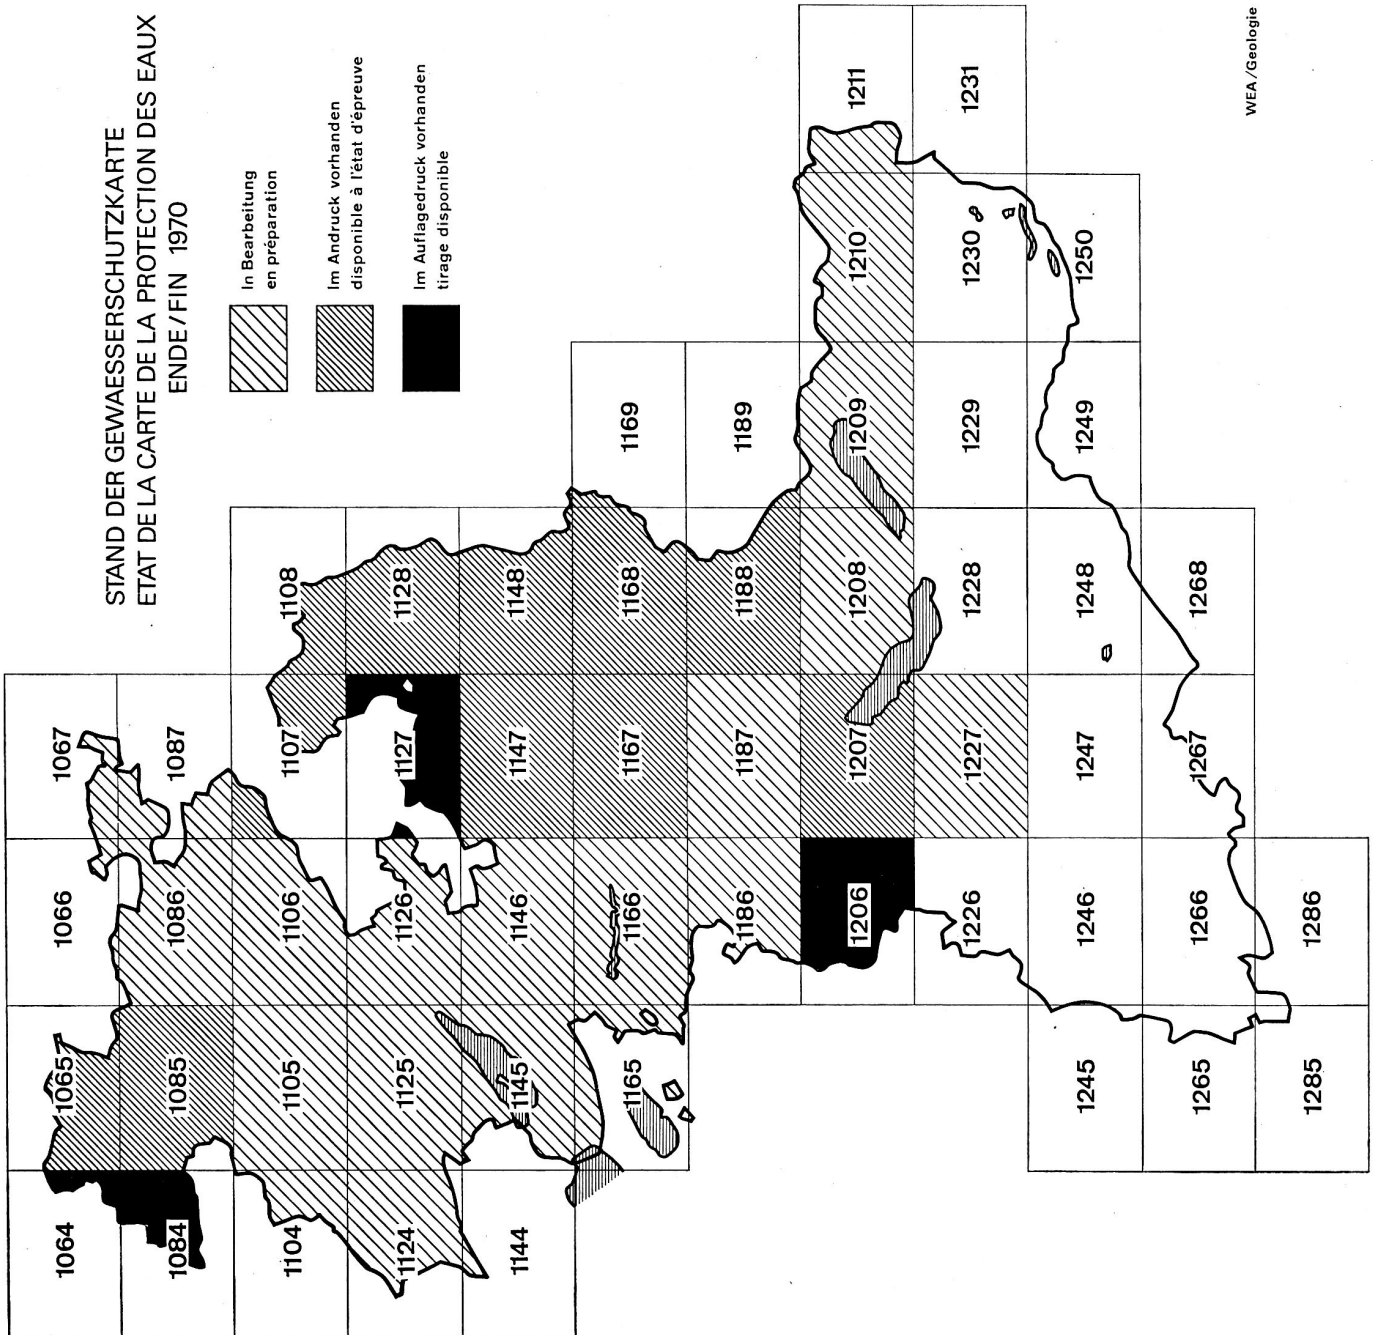 STAND DER GEWAESSERSCHUTZKARTE
ETAT DE LA CARTE DE LA PROTECTION DES EAUX
ENDE/FIN 1970
In Bearbeitung
en préparation
Im Andruck vorhanden
disponible à l'état d'épreuve
Im Auflagedruck vorhanden
tirage disponible
1064 1065 1066 1067
1084 1085 1086 1087
1104 1105 1106 1107 1108
1124 1125 1126 1127 1128
1144 1145 1146 1147 1148
1165 1166 1167 1168 1169
1186 1187 1188 1189
1206 1207 1208 1209 1210 1211
1226 1227 1228 1229 1230 1231
1245 1246 1247 1248 1249 1250
1265 1266 1267 1268
1285 1286
WEA/Geologie